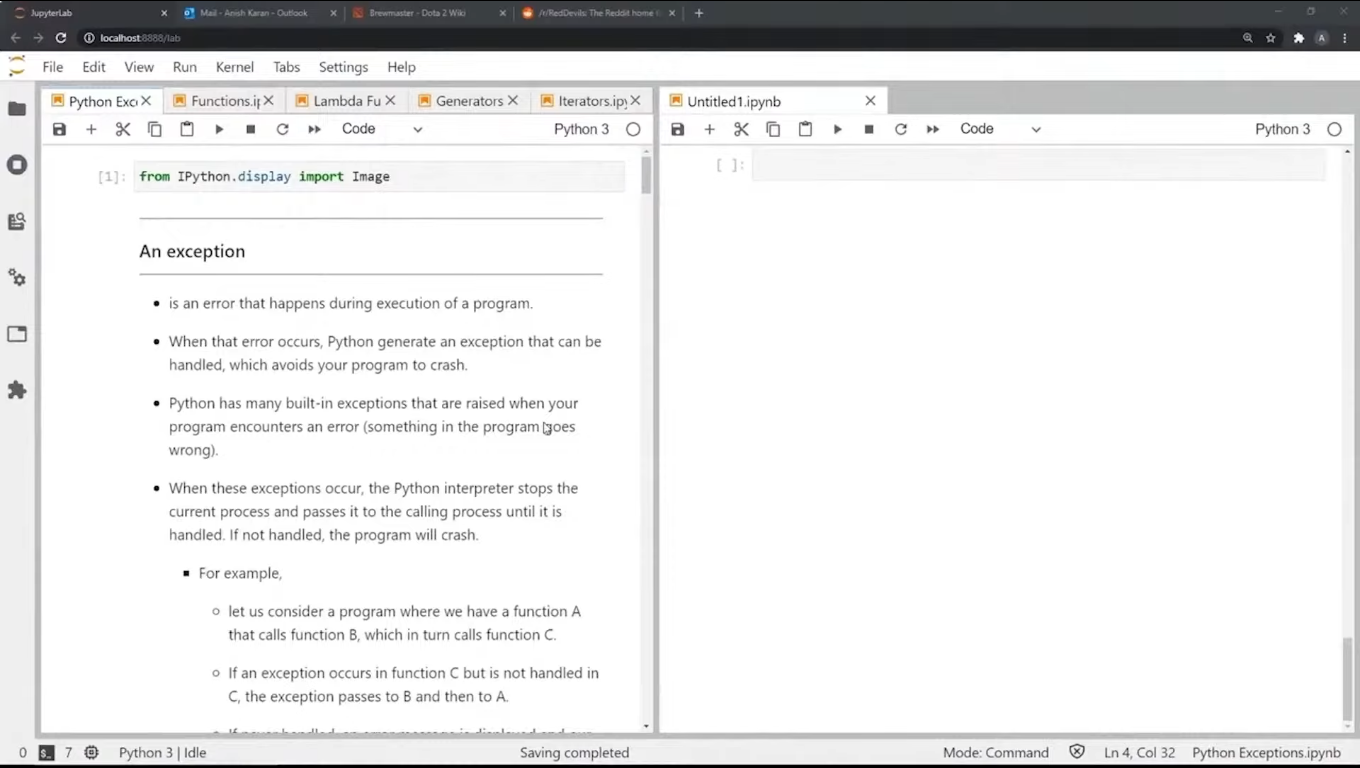 JupyterLab
Mail - Anish Karan - Outlook
Brewmaster - Dota 2 Wiki
/r/RedDevils: The Reddit home
localhost:8888/lab
A
File Edit View Run Kernel Tabs Settings Help
Python Exc
Functions.i
Lambda Fu
Generators
Iterators.ipy
Untitled1.ipynb
Code
Python 3
Code
Python 3
[1]: from IPython.display import Image
[ ]:
An exception
• is an error that happens during execution of a program.
• When that error occurs, Python generate an exception that can be
handled, which avoids your program to crash.
• Python has many built-in exceptions that are raised when your
program encounters an error (something in the program goes
wrong).
• When these exceptions occur, the Python interpreter stops the
current process and passes it to the calling process until it is
handled. If not handled, the program will crash.
▪ For example,
○ let us consider a program where we have a function A
that calls function B, which in turn calls function C.
○ If an exception occurs in function C but is not handled in
C, the exception passes to B and then to A.
0 7 Python 3 | Idle Saving completed Mode: Command Ln 4, Col 32 Python Exceptions.ipynb